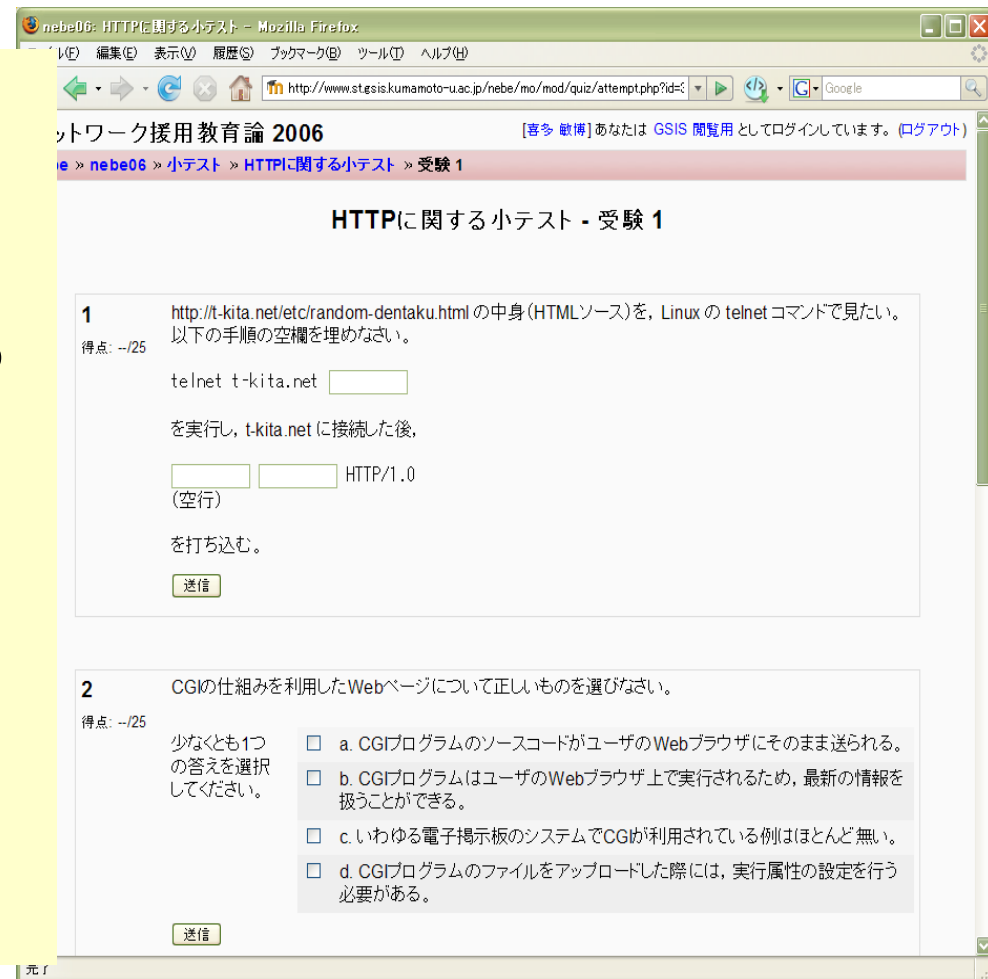 nebe06: HTTPに関する小テスト - Mozilla Firefox
ル(F) 編集(E) 表示(V) 履歴(S) ブックマーク(B) ツール(T) ヘルプ(H)
http://www.st.gsis.kumamoto-u.ac.jp/nebe/mo/mod/quiz/attempt.php?id=3
G Google
ットワーク援用教育論 2006
[喜多 敏博]あなたは GSIS 閲覧用 としてログインしています。(ログアウト)
e » nebe06 » 小テスト » HTTPに関する小テスト » 受験 1
HTTPに関する小テスト - 受験 1
)
1
得点: --/25
http://t-kita.net/etc/random-dentaku.html の中身(HTMLソース)を, Linux の telnet コマンドで見たい。
以下の手順の空欄を埋めなさい。
telnet t-kita.net
を実行し, t-kita.net に接続した後,
HTTP/1.0
(空行)
を打ち込む。
送信
2
得点: --/25
CGIの仕組みを利用したWebページについて正しいものを選びなさい。
少なくとも1つ
の答えを選択
してください。
a. CGIプログラムのソースコードがユーザのWebブラウザにそのまま送られる。
b. CGIプログラムはユーザのWebブラウザ上で実行されるため, 最新の情報を
扱うことができる。
c. いわゆる電子掲示板のシステムでCGIが利用されている例はほとんど無い。
d. CGIプログラムのファイルをアップロードした際には, 実行属性の設定を行う
必要がある。
送信
完了